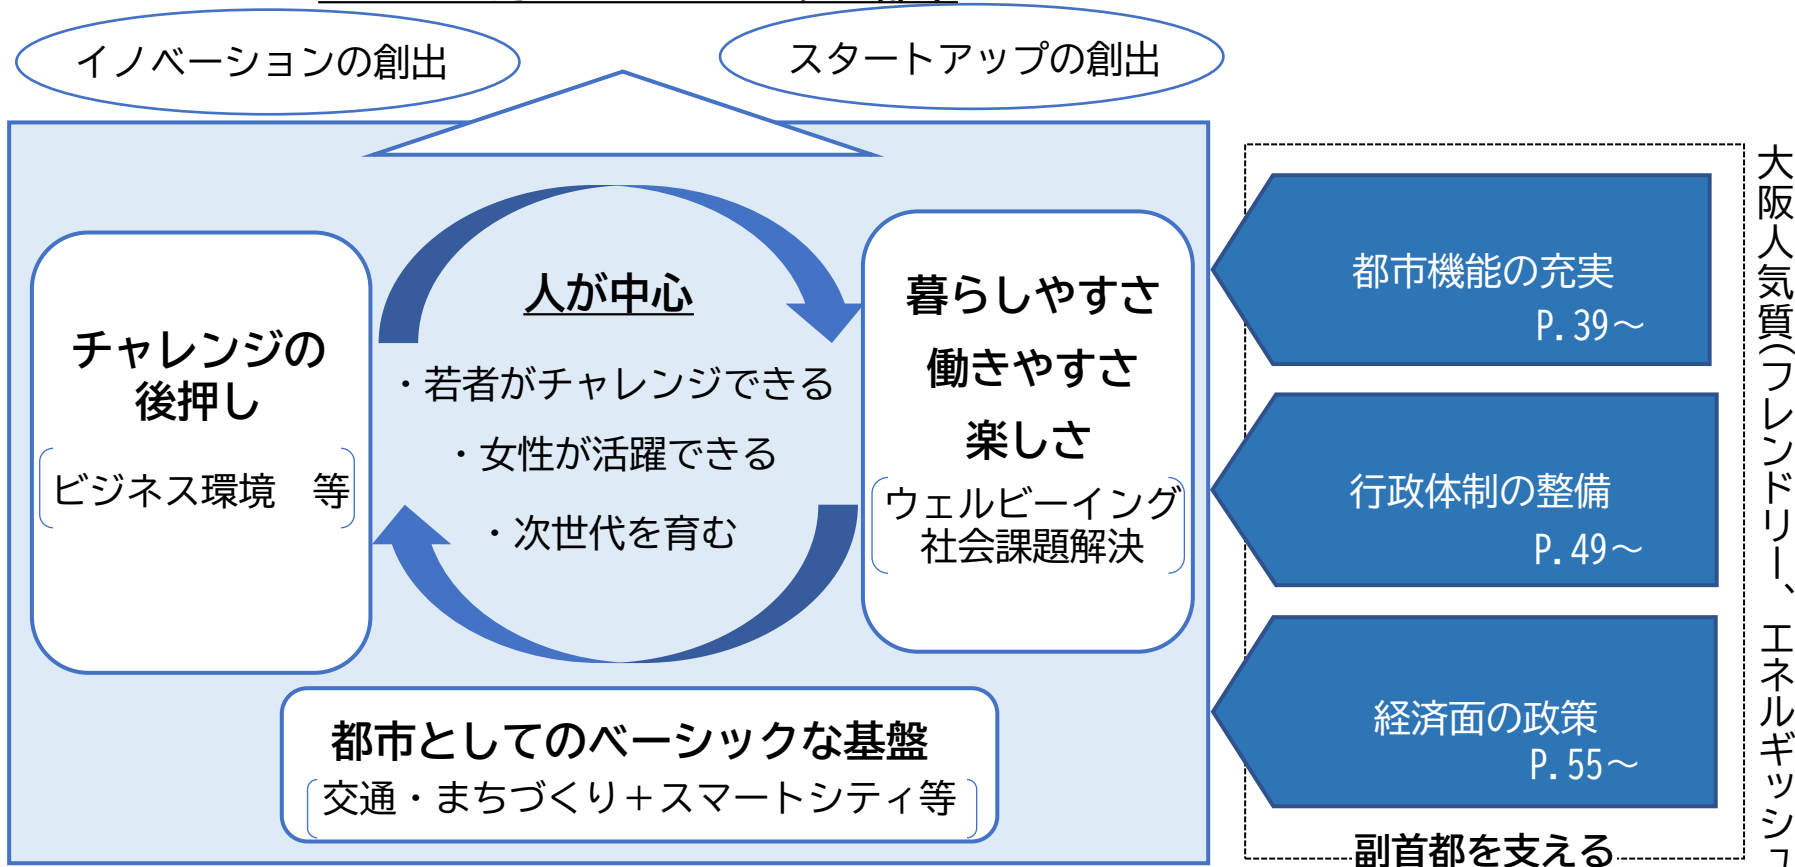 イノベーションの創出
スタートアップの創出
チャレンジの
後押し
ビジネス環境　等
人が中心
・若者がチャレンジできる
・女性が活躍できる
・次世代を育む
暮らしやすさ
働きやすさ
楽しさ
ウェルビーイング
社会課題解決
都市としてのベーシックな基盤
交通・まちづくり＋スマートシティ等
都市機能の充実
P.39～
行政体制の整備
P.49～
経済面の政策
P.55～
副首都を支える
大阪人気質(フレンドリー、エネルギッシュ